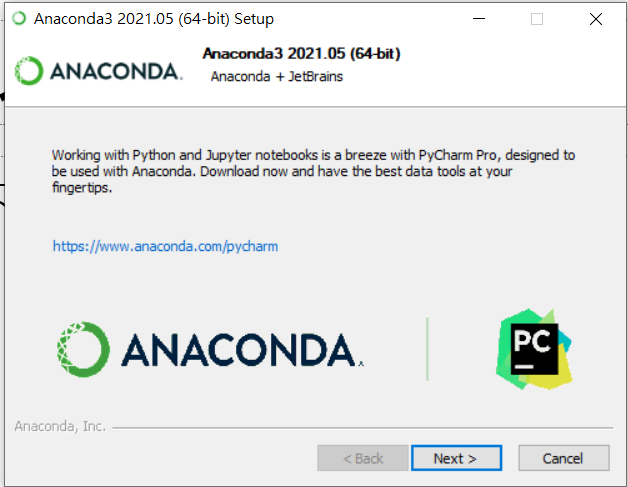 Anaconda3 2021.05 (64-bit) Setup
ANACONDA.
Anaconda3 2021.05 (64-bit)
Anaconda + JetBrains
Working with Python and Jupyter notebooks is a breeze with PyCharm Pro, designed to
be used with Anaconda. Download now and have the best data tools at your
fingertips.
https://www.anaconda.com/pycharm
ANACONDA.
PC
Anaconda, Inc.
< Back
Next >
Cancel